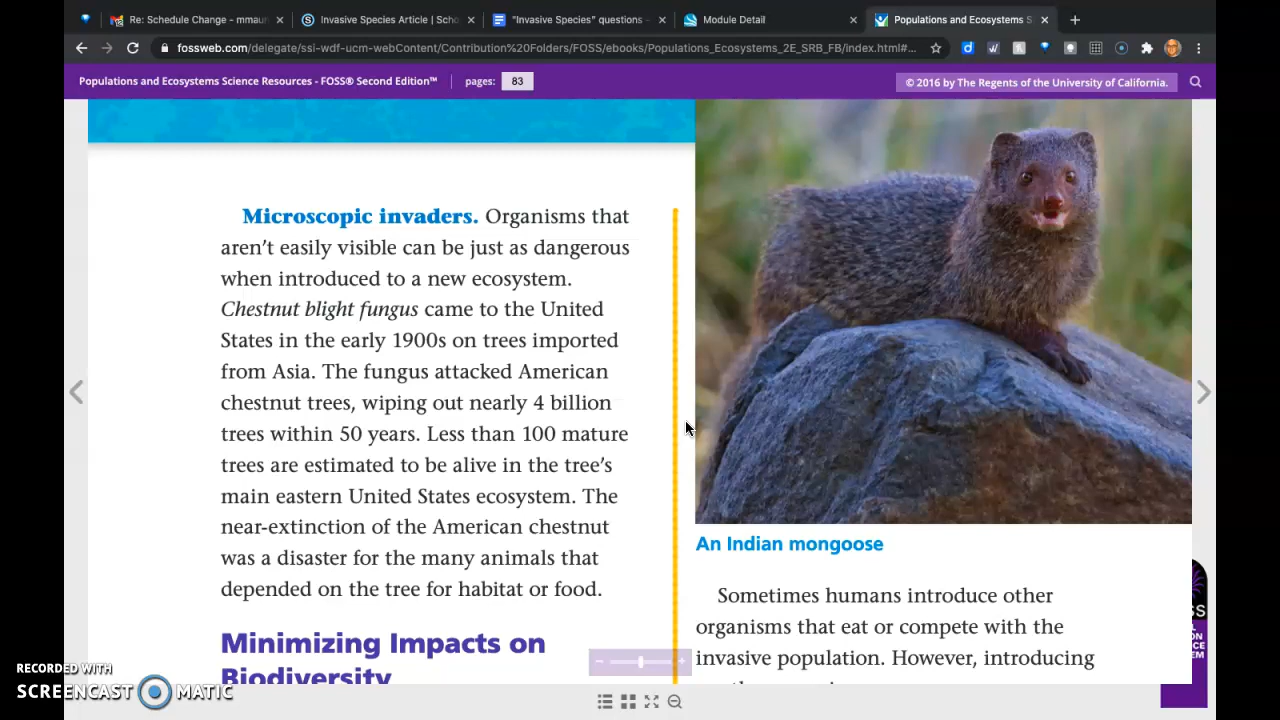 Re: Schedule Change - mmaun
Invasive Species Article | Scho
"Invasive Species" questions -
Module Detail
Populations and Ecosystems S
fossweb.com/delegate/ssi-wdf-ucm-webContent/Contribution%20Folders/FOSS/ebooks/Populations_Ecosystems_2E_SRB_FB/index.html#...
Populations and Ecosystems Science Resources - FOSS® Second Edition™
pages: 83
© 2016 by The Regents of the University of California.
Microscopic invaders. Organisms that
aren't easily visible can be just as dangerous
when introduced to a new ecosystem.
Chestnut blight fungus came to the United
States in the early 1900s on trees imported
from Asia. The fungus attacked American
chestnut trees, wiping out nearly 4 billion
trees within 50 years. Less than 100 mature
trees are estimated to be alive in the tree's
main eastern United States ecosystem. The
near-extinction of the American chestnut
was a disaster for the many animals that
depended on the tree for habitat or food.
Minimizing Impacts on
Biodiversity
An Indian mongoose
Sometimes humans introduce other
organisms that eat or compete with the
invasive population. However, introducing
RECORDED WITH
SCREENCAST MATIC